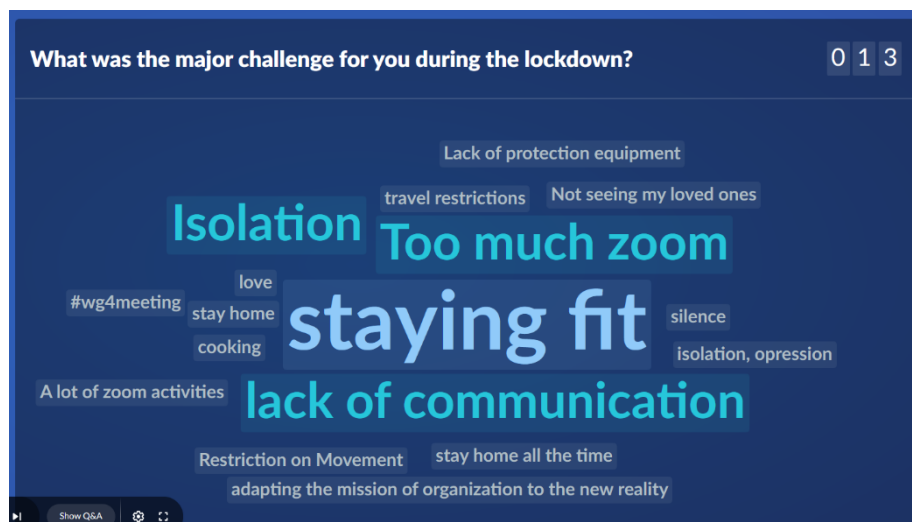 What was the major challenge for you during the lockdown?
0 1 3
Lack of protection equipment
travel restrictions
Not seeing my loved ones
Isolation
Too much zoom
love
#wg4meeting
stay home
staying fit
silence
cooking
isolation, opression
A lot of zoom activities
lack of communication
Restriction on Movement
stay home all the time
adapting the mission of organization to the new reality
Show Q&A